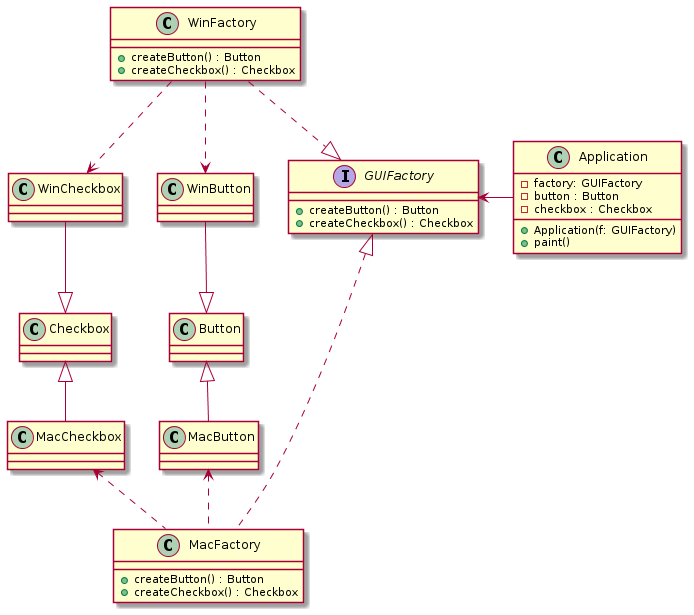 C WinFactory
createButton() : Button
createCheckbox() : Checkbox
C WinCheckbox
C WinButton
I GUIFactory
createButton() : Button
createCheckbox() : Checkbox
C Application
factory: GUIFactory
button : Button
checkbox : Checkbox
Application(f: GUIFactory)
paint()
C Checkbox
C Button
C MacCheckbox
C MacButton
C MacFactory
createButton() : Button
createCheckbox() : Checkbox